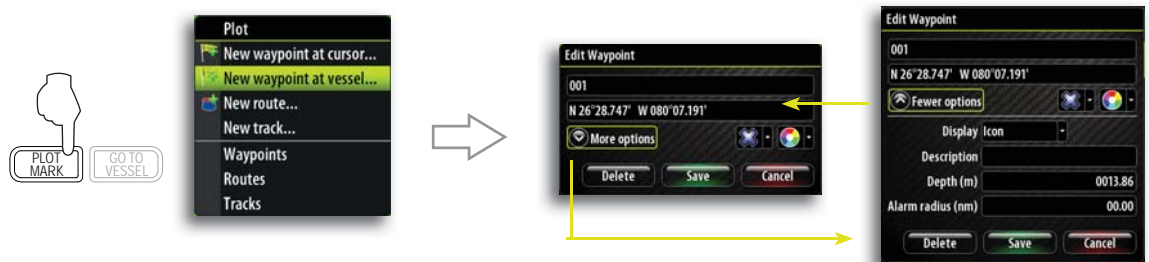 PLOT
MARK
GO TO
VESSEL
Plot
New waypoint at cursor...
New waypoint at vessel...
New route...
New track...
Waypoints
Routes
Tracks
Edit Waypoint
001
N 26°28.747' W 080°07.191'
More options
Delete Save Cancel
Edit Waypoint
001
N 26°28.747' W 080°07.191'
Fewer options
Display Icon
Description
Depth (m) 0013.86
Alarm radius (nm) 00.00
Delete Save Cancel